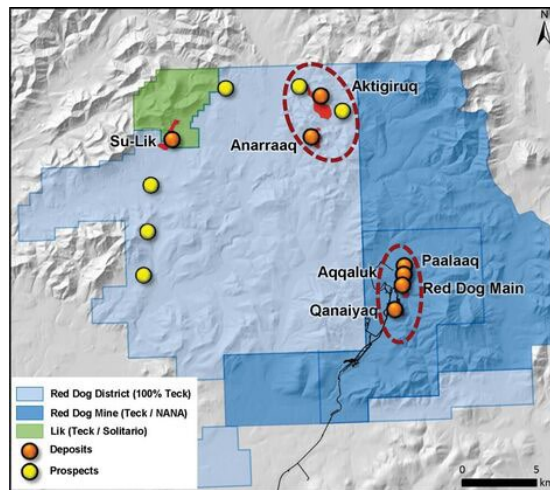 N
Aktigiruq
Su-Lik
Anarraaq
Paalaaq
Aqqaluk
Red Dog Main
Qanaiyaq
Red Dog District (100% Teck)
Red Dog Mine (Teck / NANA)
Lik (Teck / Solitario)
Deposits
Prospects
0 5
km